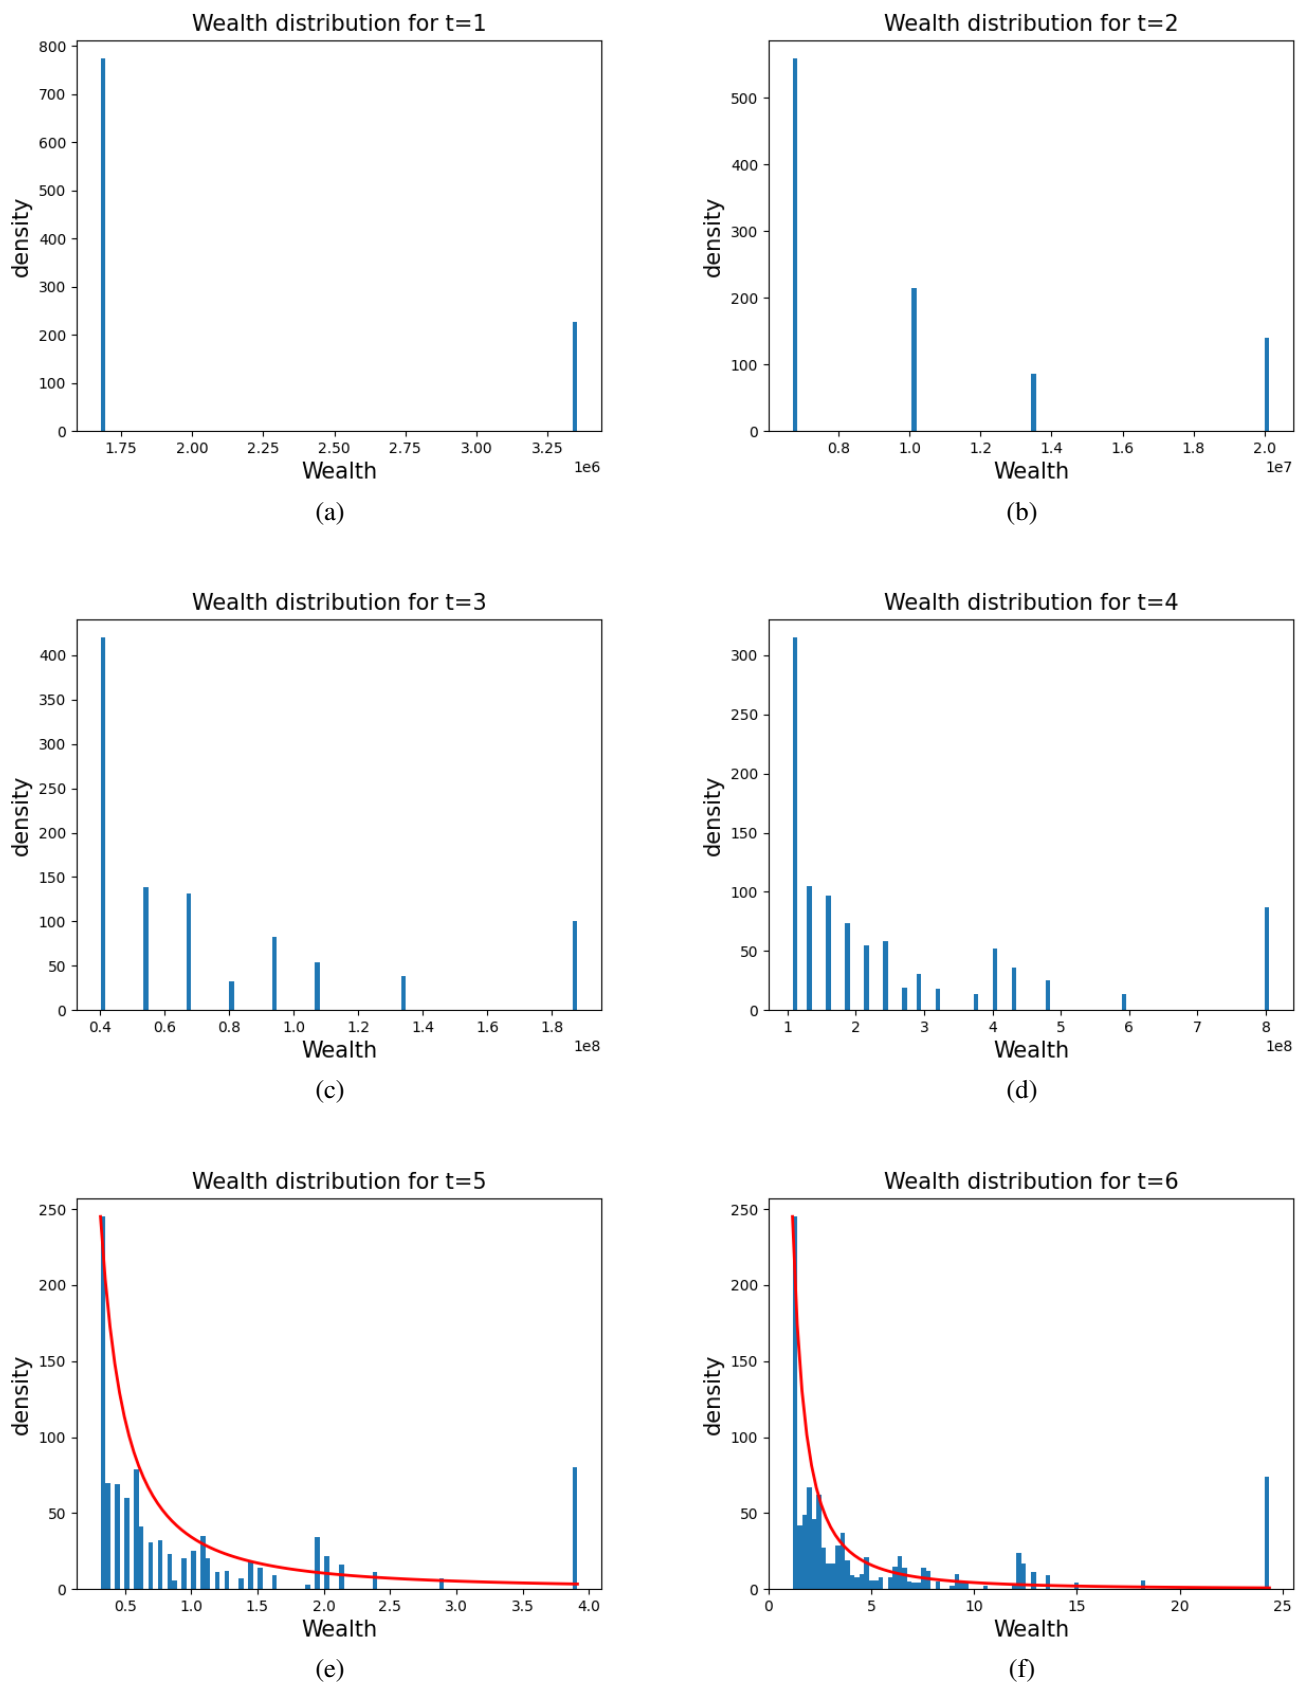 Wealth distribution for t=1
Wealth distribution for t=2
800
700
600
500
400
300
200
100
0
density
1.75 2.00 2.25 2.50 2.75 3.00 3.25
1e6
Wealth
(a)
500
400
300
200
100
0
density
0.8 1.0 1.2 1.4 1.6 1.8 2.0
1e7
Wealth
(b)
Wealth distribution for t=3
Wealth distribution for t=4
400
350
300
250
200
150
100
50
0
density
0.4 0.6 0.8 1.0 1.2 1.4 1.6 1.8
1e8
Wealth
(c)
300
250
200
150
100
50
0
density
1 2 3 4 5 6 7 8
1e8
Wealth
(d)
Wealth distribution for t=5
Wealth distribution for t=6
250
200
150
100
50
0
density
0.5 1.0 1.5 2.0 2.5 3.0 3.5 4.0
Wealth
(e)
250
200
150
100
50
0
density
0 5 10 15 20 25
Wealth
(f)